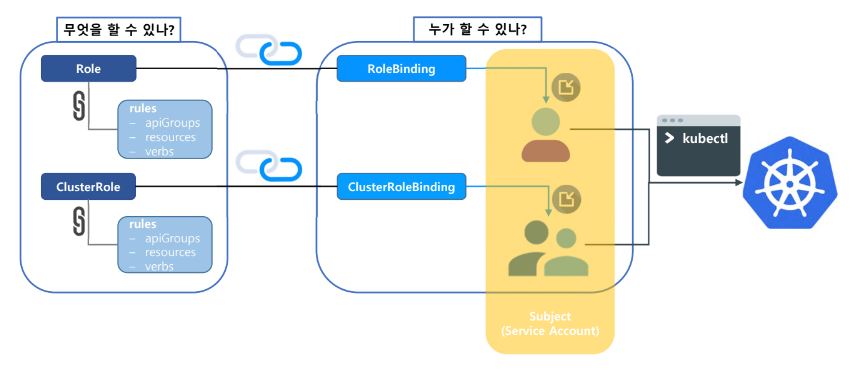 무엇을 할 수 있나?
누가 할 수 있나?
Role
RoleBinding
rules
– apiGroups
– resources
– verbs
kubectl
ClusterRole
ClusterRoleBinding
rules
– apiGroups
– resources
– verbs
Subject
(Service Account)